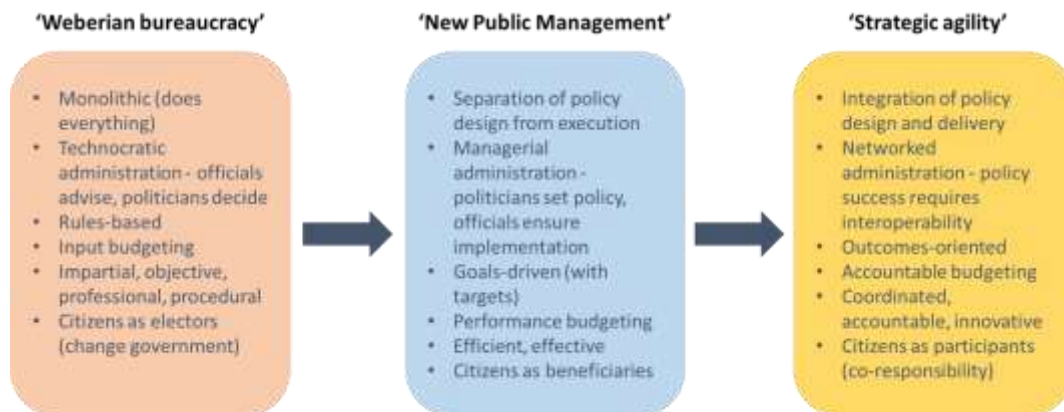 ‘Weberian bureaucracy’
• Monolithic (does
everything)
• Technocratic
administration - officials
advise, politicians decide
• Rules-based
• Input budgeting
• Impartial, objective,
professional, procedural
• Citizens as electors
(change government)
‘New Public Management’
• Separation of policy
design from execution
• Managerial
administration -
politicians set policy,
officials ensure
implementation
• Goals-driven (with
targets)
• Performance budgeting
• Efficient, effective
• Citizens as beneficiaries
‘Strategic agility’
• Integration of policy
design and delivery
• Networked
administration - policy
success requires
interoperability
• Outcomes-oriented
• Accountable budgeting
• Coordinated,
accountable, innovative
• Citizens as participants
(co-responsibility)